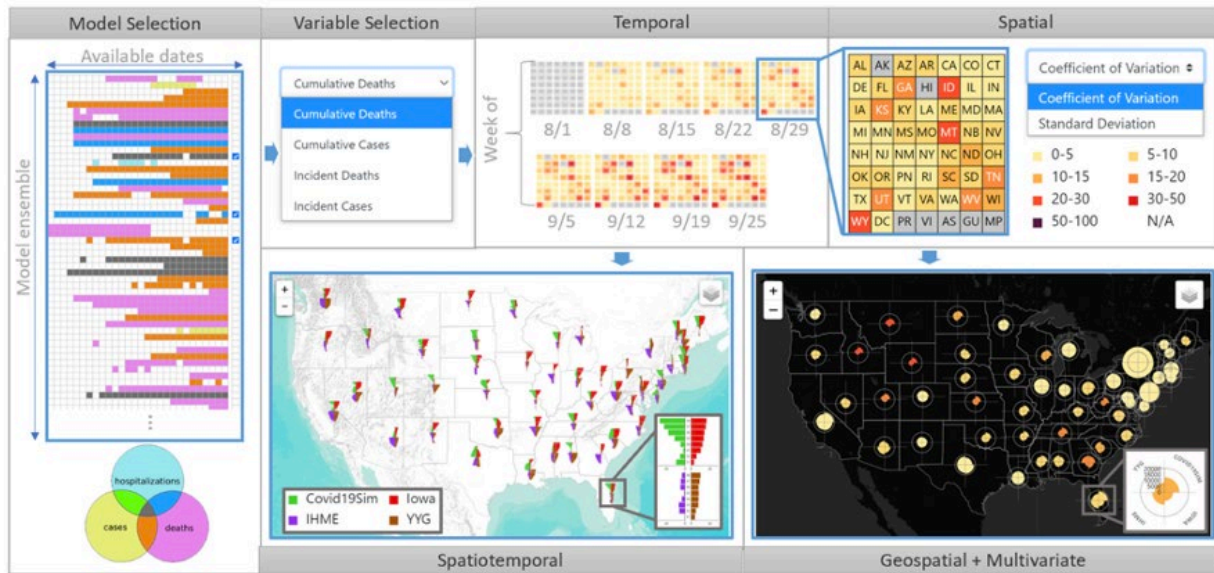 Model Selection
Variable Selection
Temporal
Spatial
Available dates
Model ensemble
Cumulative Deaths
Cumulative Deaths
Cumulative Cases
Incident Deaths
Incident Cases
Week of
8/1 8/8 8/15 8/22 8/29
9/5 9/12 9/19 9/25
AL AK AZ AR CA CO CT
DE FL GA HI ID IL IN
IA KS KY LA ME MD MA
MI MN MS MO MT NB NV
NH NJ NM NY NC ND OH
OK OR PN RI SC SD TN
TX UT VT VA WA WV WI
WY DC PR VI AS GU MP
Coefficient of Variation
Coefficient of Variation
Standard Deviation
0-5 5-10
10-15 15-20
20-30 30-50
50-100 N/A
hospitalizations
cases
deaths
+
−
Covid19Sim Iowa
IHME YYG
+
−
YYG
COVID19SIM
20000
Spatiotemporal
Geospatial + Multivariate